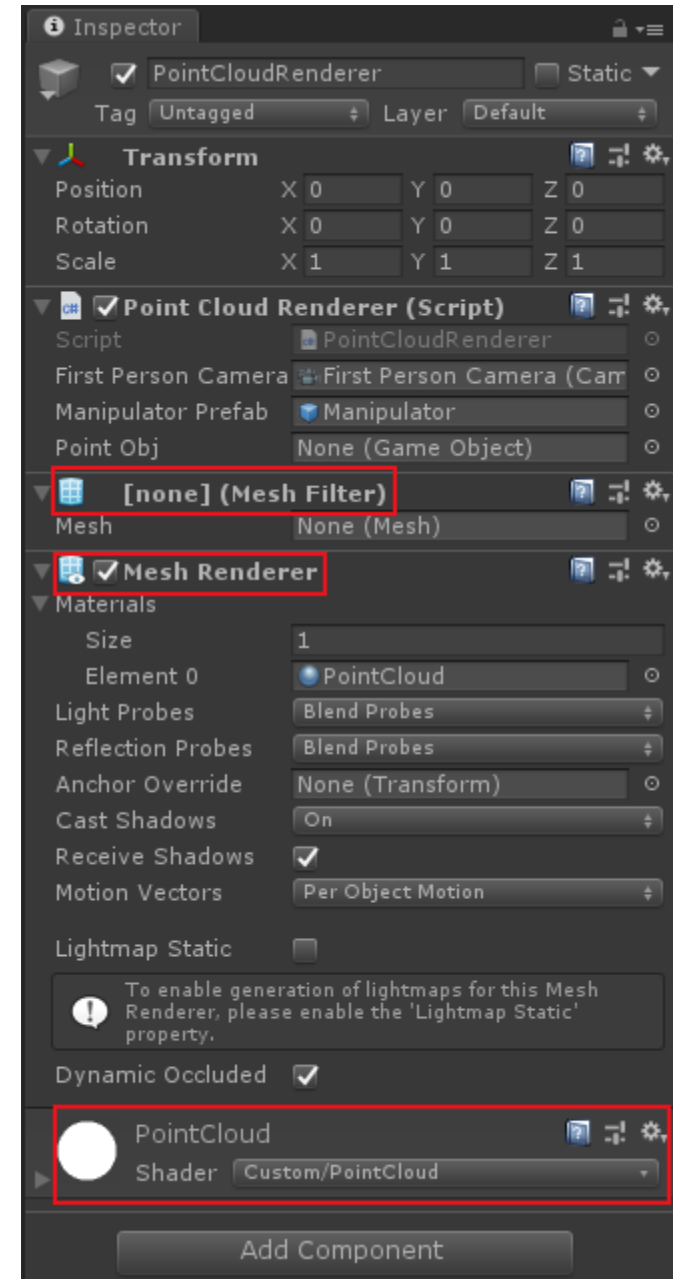 Inspector
PointCloudRenderer Static
Tag Untagged Layer Default
Transform
Position X 0 Y 0 Z 0
Rotation X 0 Y 0 Z 0
Scale X 1 Y 1 Z 1
Point Cloud Renderer (Script)
Script PointCloudRenderer
First Person Camera First Person Camera (Cam
Manipulator Prefab Manipulator
Point Obj None (Game Object)
[none] (Mesh Filter)
Mesh None (Mesh)
Mesh Renderer
Materials
Size 1
Element 0 PointCloud
Light Probes Blend Probes
Reflection Probes Blend Probes
Anchor Override None (Transform)
Cast Shadows On
Receive Shadows
Motion Vectors Per Object Motion
Lightmap Static
To enable generation of lightmaps for this Mesh
Renderer, please enable the 'Lightmap Static'
property.
Dynamic Occluded
PointCloud
Shader Custom/PointCloud
Add Component